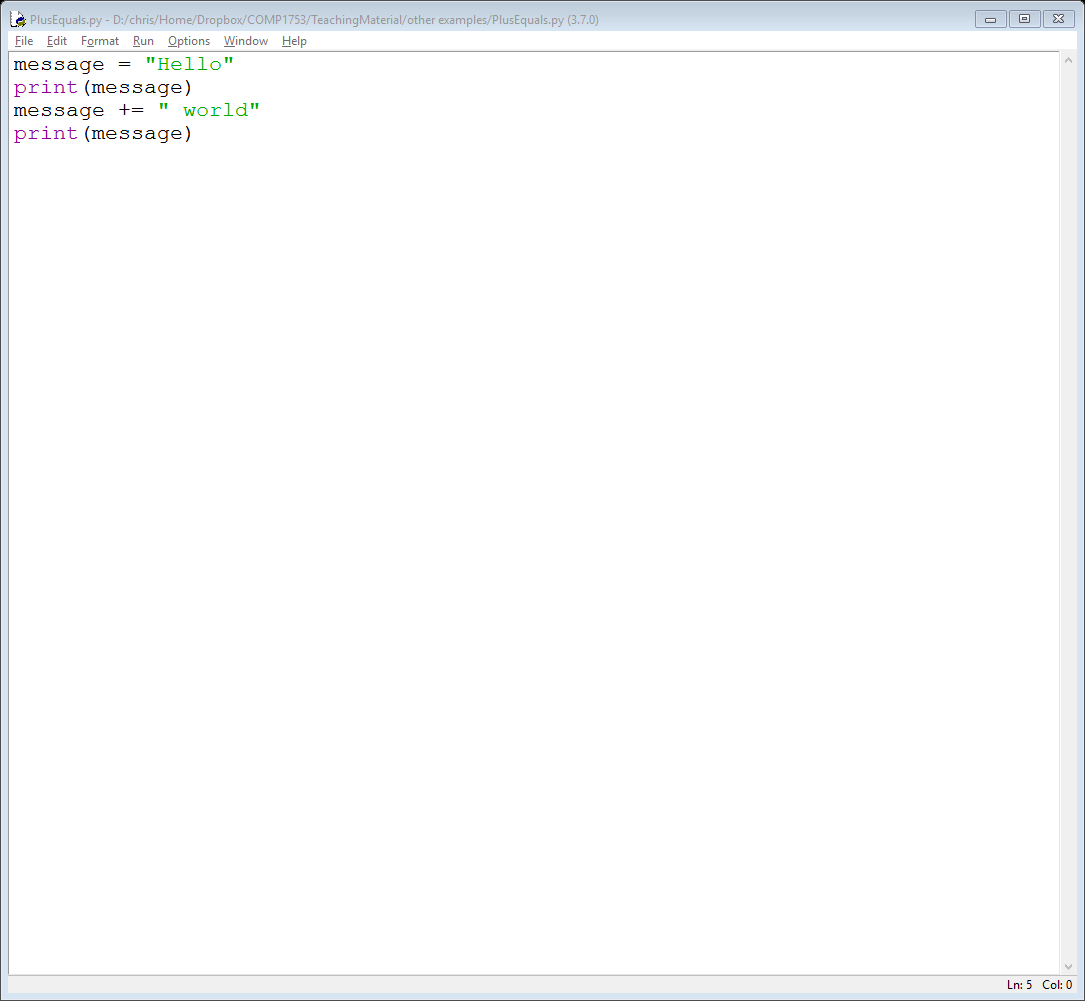 PlusEquals.py - D:/chris/Home/Dropbox/COMP1753/TeachingMaterial/other examples/PlusEquals.py (3.7.0)
File Edit Format Run Options Window Help
message = "Hello"
print(message)
message += " world"
print(message)
Ln: 5 Col: 0